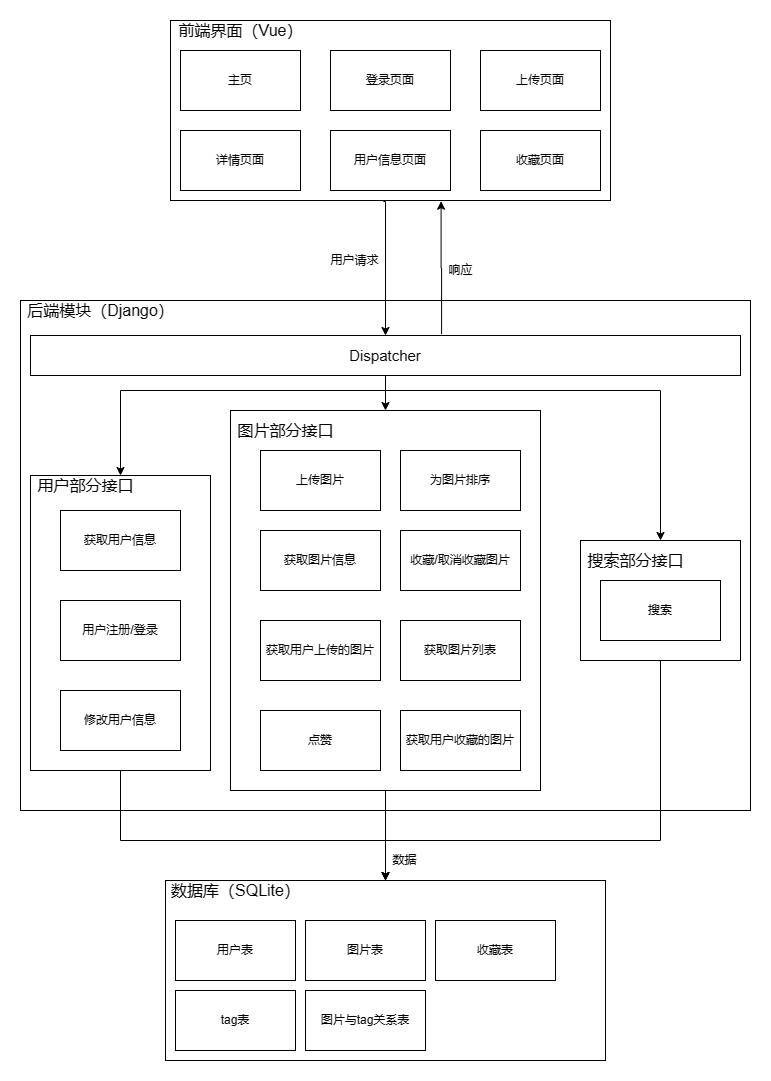 前端界面（Vue）
主页
登录页面
上传页面
详情页面
用户信息页面
收藏页面
用户请求
响应
后端模块（Django）
Dispatcher
用户部分接口
获取用户信息
用户注册/登录
修改用户信息
图片部分接口
上传图片
为图片排序
获取图片信息
收藏/取消收藏图片
获取用户上传的图片
获取图片列表
点赞
获取用户收藏的图片
搜索部分接口
搜索
数据
数据库（SQLite）
用户表
图片表
收藏表
tag表
图片与tag关系表